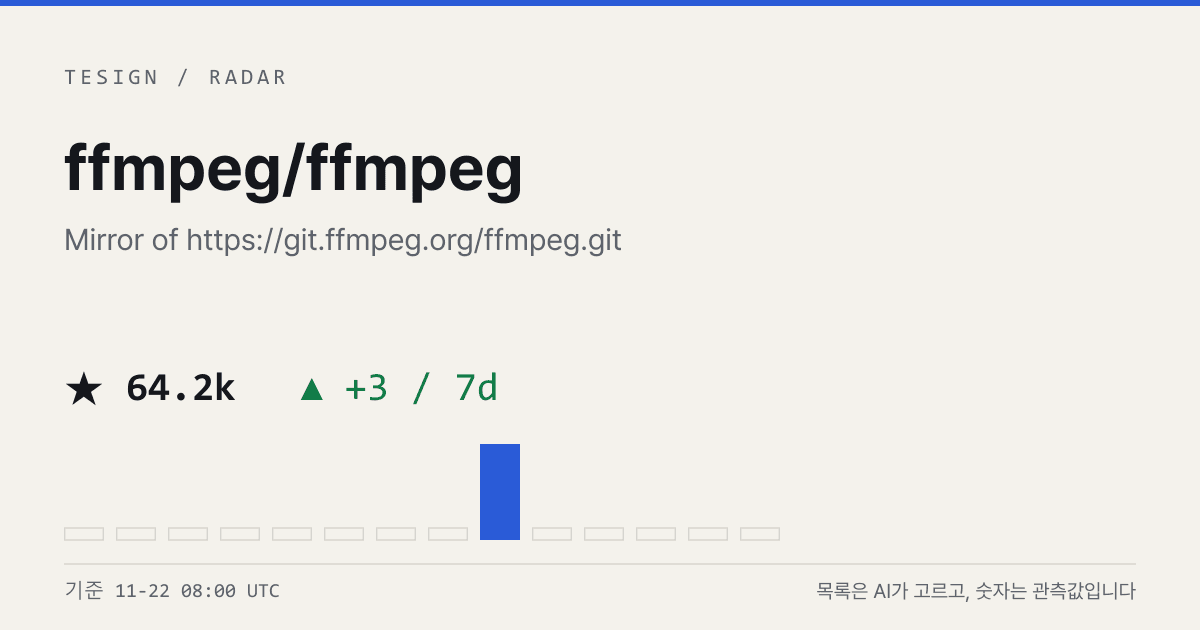 TESIGN / RADAR
ffmpeg/ffmpeg
Mirror of https://git.ffmpeg.org/ffmpeg.git
★ 64.2k ▲ +3 / 7d
기준 11-22 08:00 UTC
목록은 AI가 고르고, 숫자는 관측값입니다